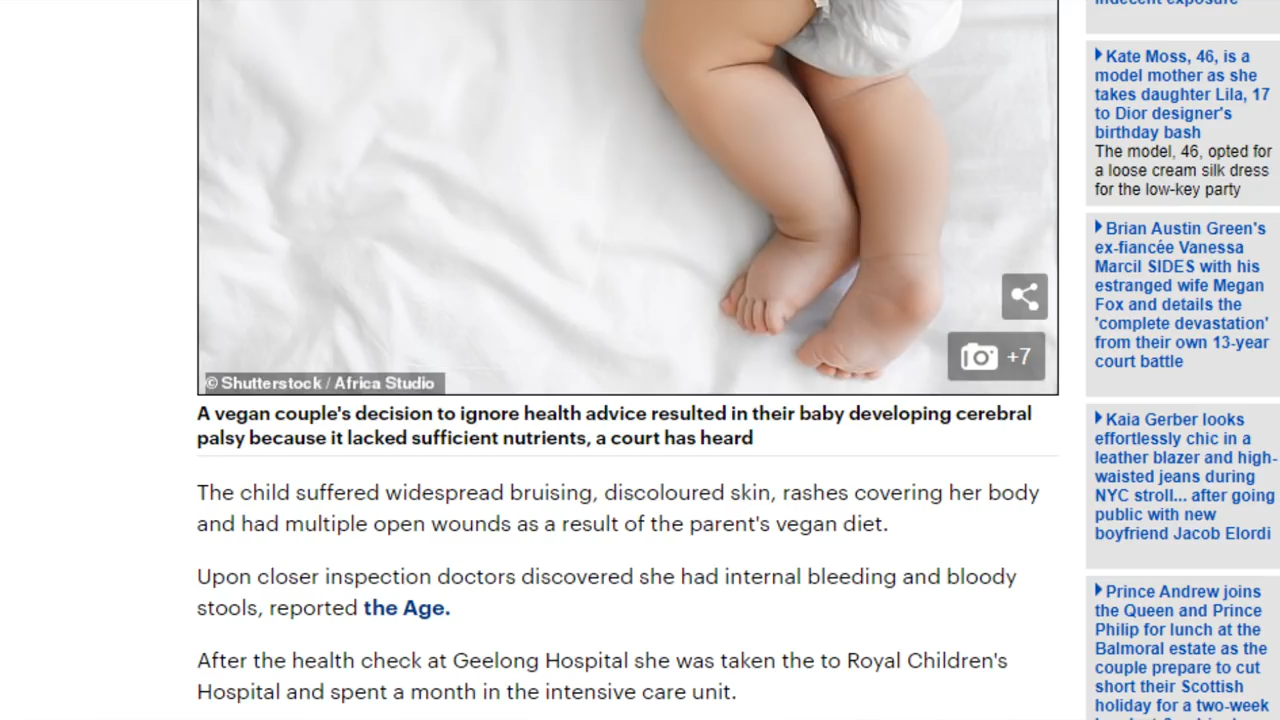 © Shutterstock / Africa Studio
+7
A vegan couple's decision to ignore health advice resulted in their baby developing cerebral
palsy because it lacked sufficient nutrients, a court has heard
The child suffered widespread bruising, discoloured skin, rashes covering her body
and had multiple open wounds as a result of the parent's vegan diet.
Upon closer inspection doctors discovered she had internal bleeding and bloody
stools, reported the Age.
After the health check at Geelong Hospital she was taken the to Royal Children's
Hospital and spent a month in the intensive care unit.
indecent exposure
Kate Moss, 46, is a
model mother as she
takes daughter Lila, 17
to Dior designer's
birthday bash
The model, 46, opted for
a loose cream silk dress
for the low-key party
Brian Austin Green's
ex-fiancée Vanessa
Marcil SIDES with his
estranged wife Megan
Fox and details the
'complete devastation'
from their own 13-year
court battle
Kaia Gerber looks
effortlessly chic in a
leather blazer and high-
waisted jeans during
NYC stroll... after going
public with new
boyfriend Jacob Elordi
Prince Andrew joins
the Queen and Prince
Philip for lunch at the
Balmoral estate as the
couple prepare to cut
short their Scottish
holiday for a two-week